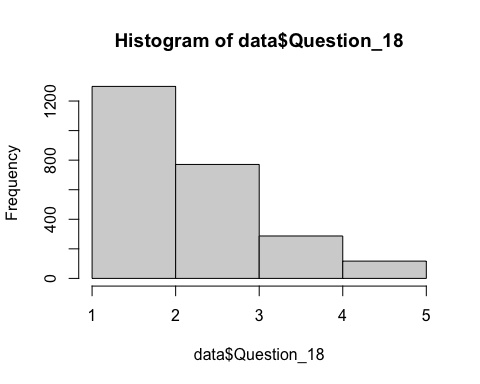 Histogram of data$Question_18
Frequency
1200
800
400
0
1 2 3 4 5
data$Question_18